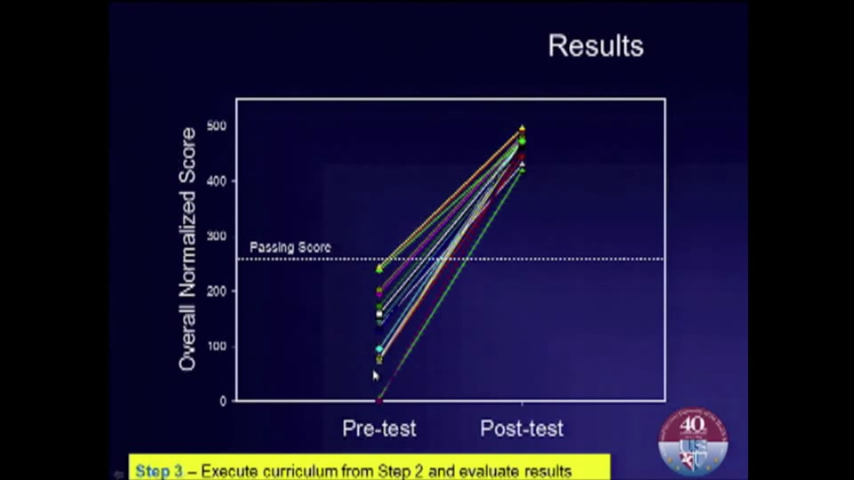 Results
Overall Normalized Score
500
400
300
200
100
0
Passing Score
Pre-test
Post-test
40
Step 3 – Execute curriculum from Step 2 and evaluate results